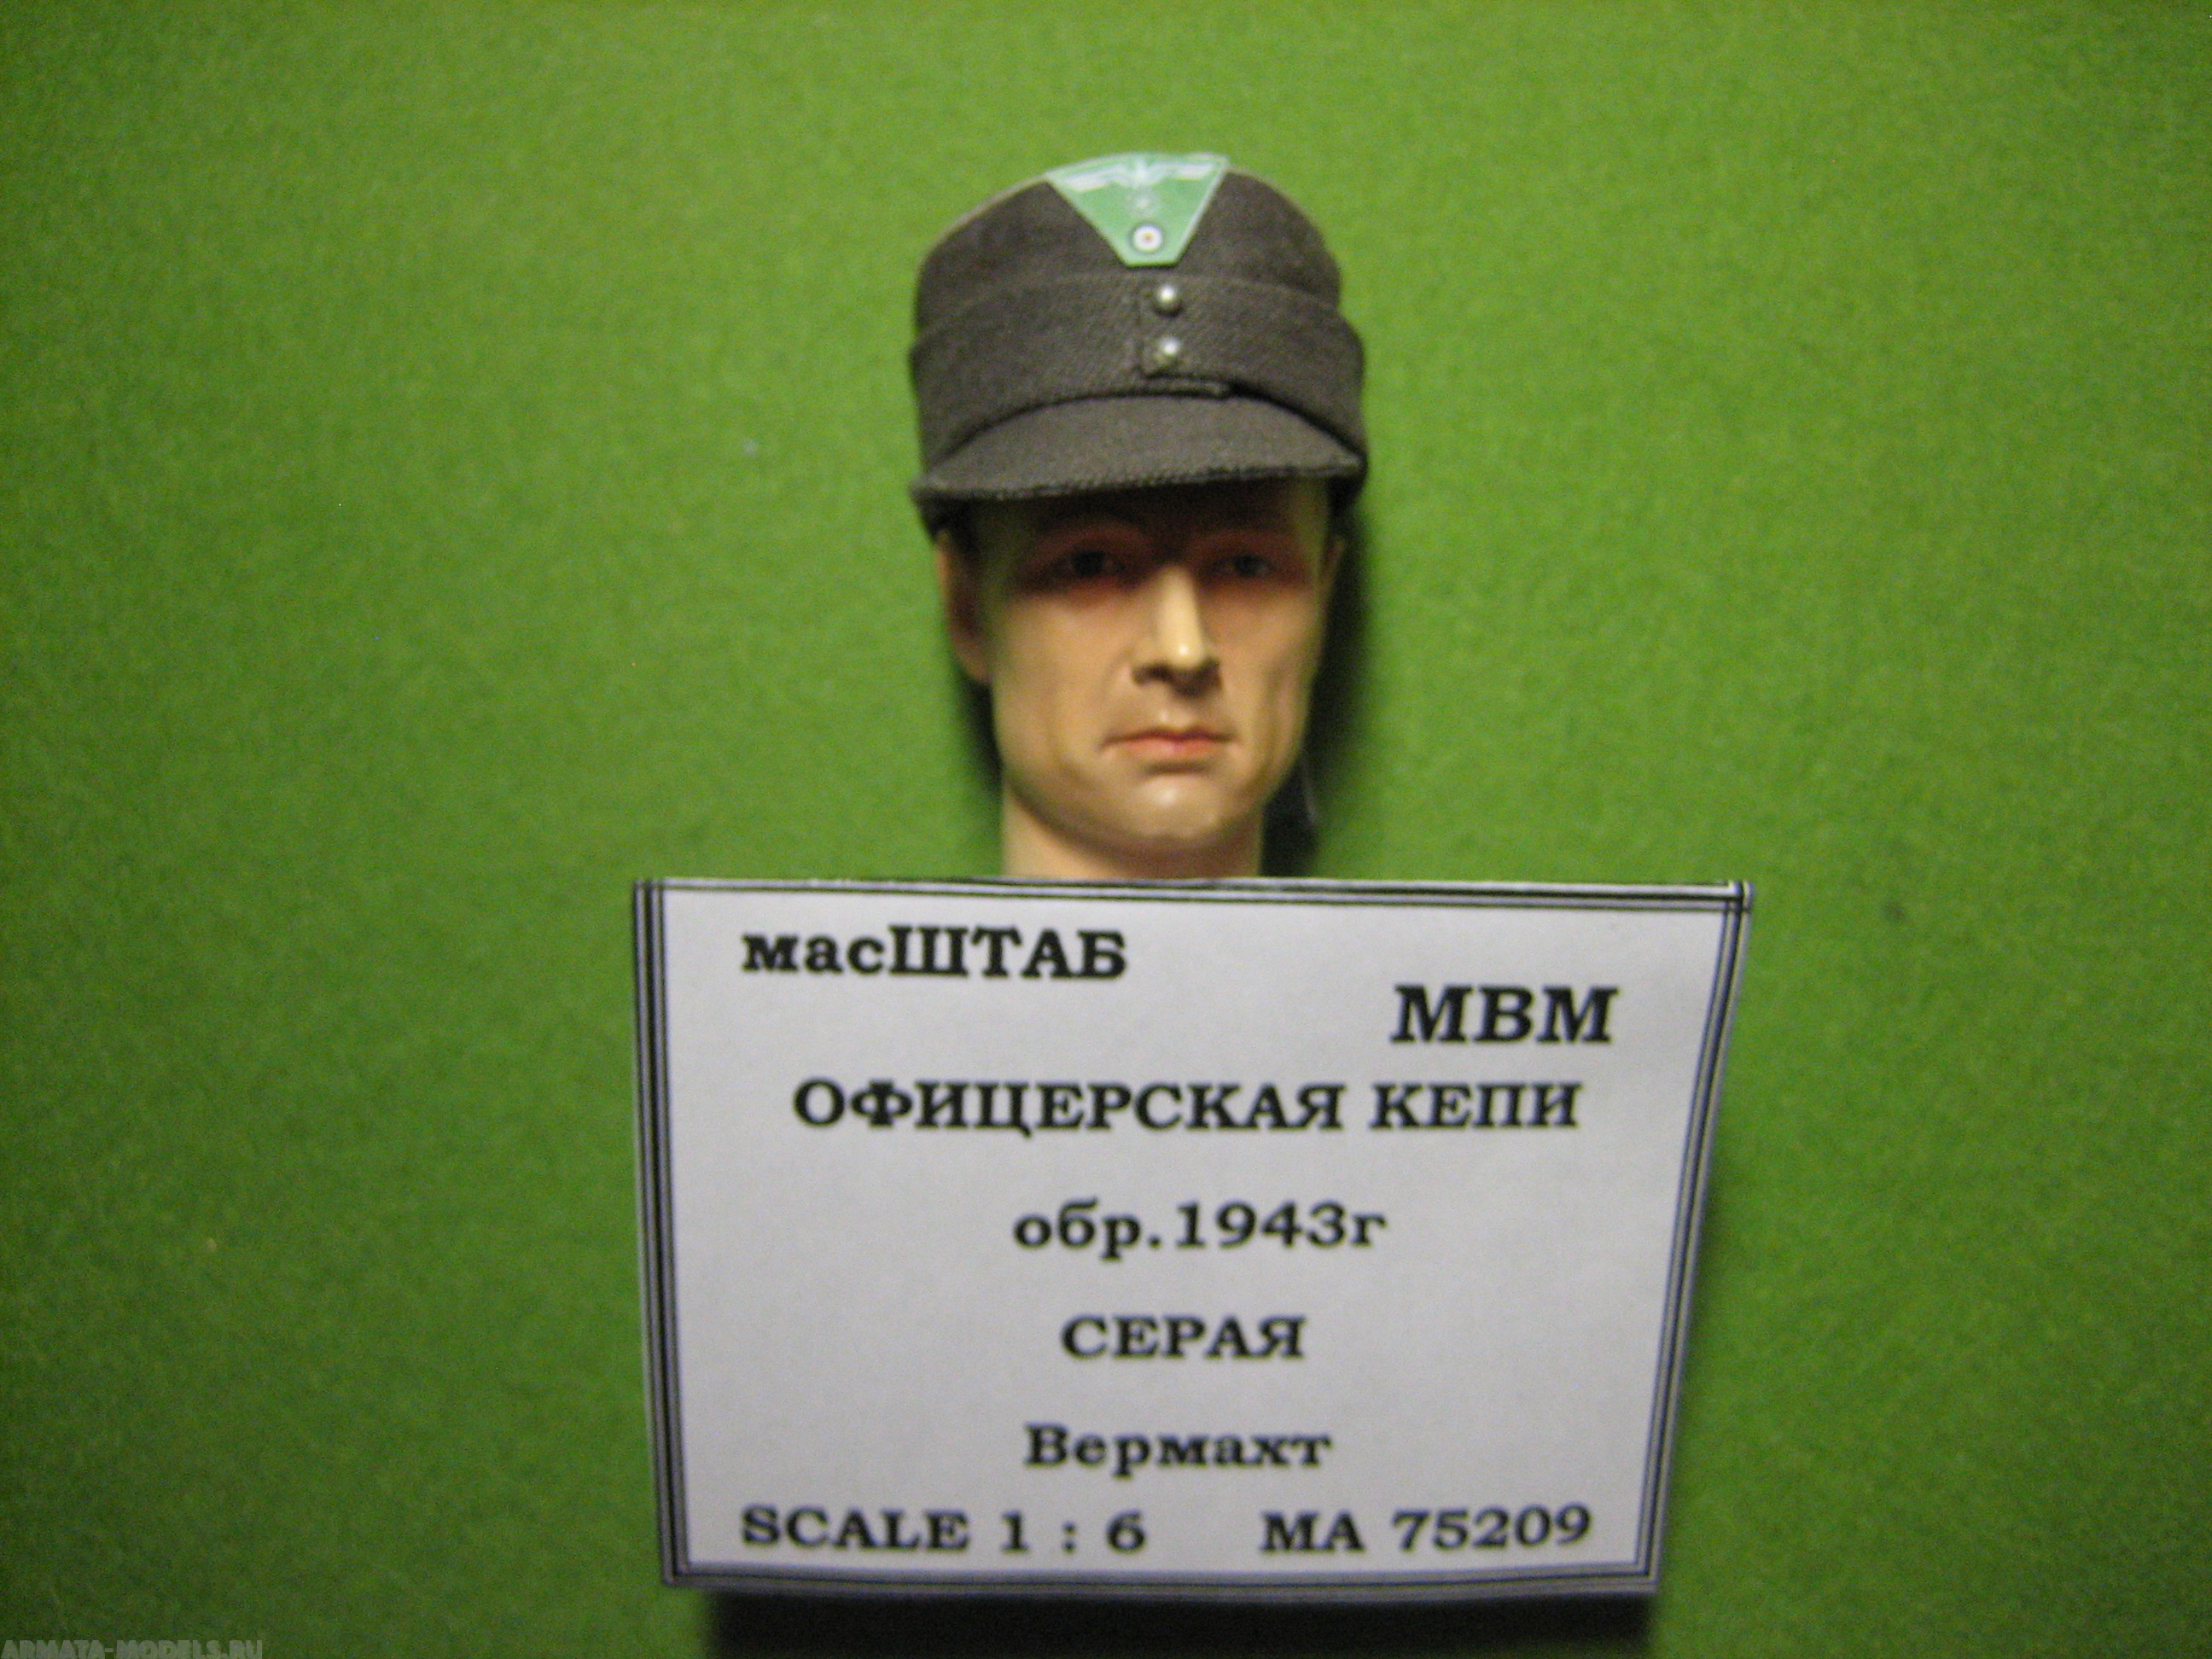 масШТАБ
МВМ
ОФИЦЕРСКАЯ КЕПИ
обр.1943г
СЕРАЯ
Вермахт
SCALE 1 : 6 MA 75209
ARMATA-MODELS.RU